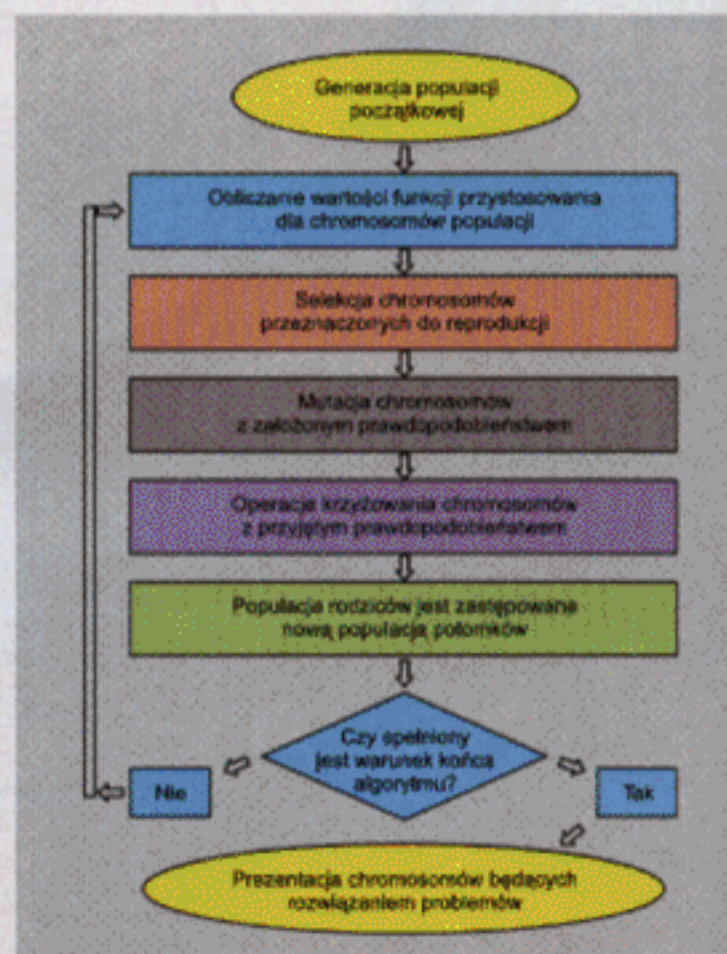 Generacja populacji
początkowej
Obliczanie wartości funkcji przystosowania
dla chromosomów populacji
Selekcja chromosomów
przeznaczonych do reprodukcji
Mutacja chromosomów
z założonym prawdopodobieństwem
Operacja krzyżowania chromosomów
z przyjętym prawdopodobieństwem
Populacja rodziców jest zastępowana
nową populacją potomków
Czy spełniony
jest warunek końca
algorytmu?
Nie
Tak
Prezentacja chromosomów będących
rozwiązaniem problemów